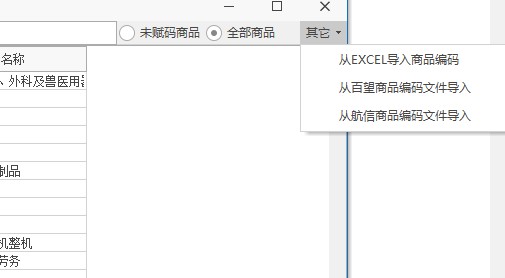 未赋码商品 全部商品 其它
从EXCEL导入商品编码
从百望商品编码文件导入
从航信商品编码文件导入
名称
、外科及兽医用
制品
机整机
劳务